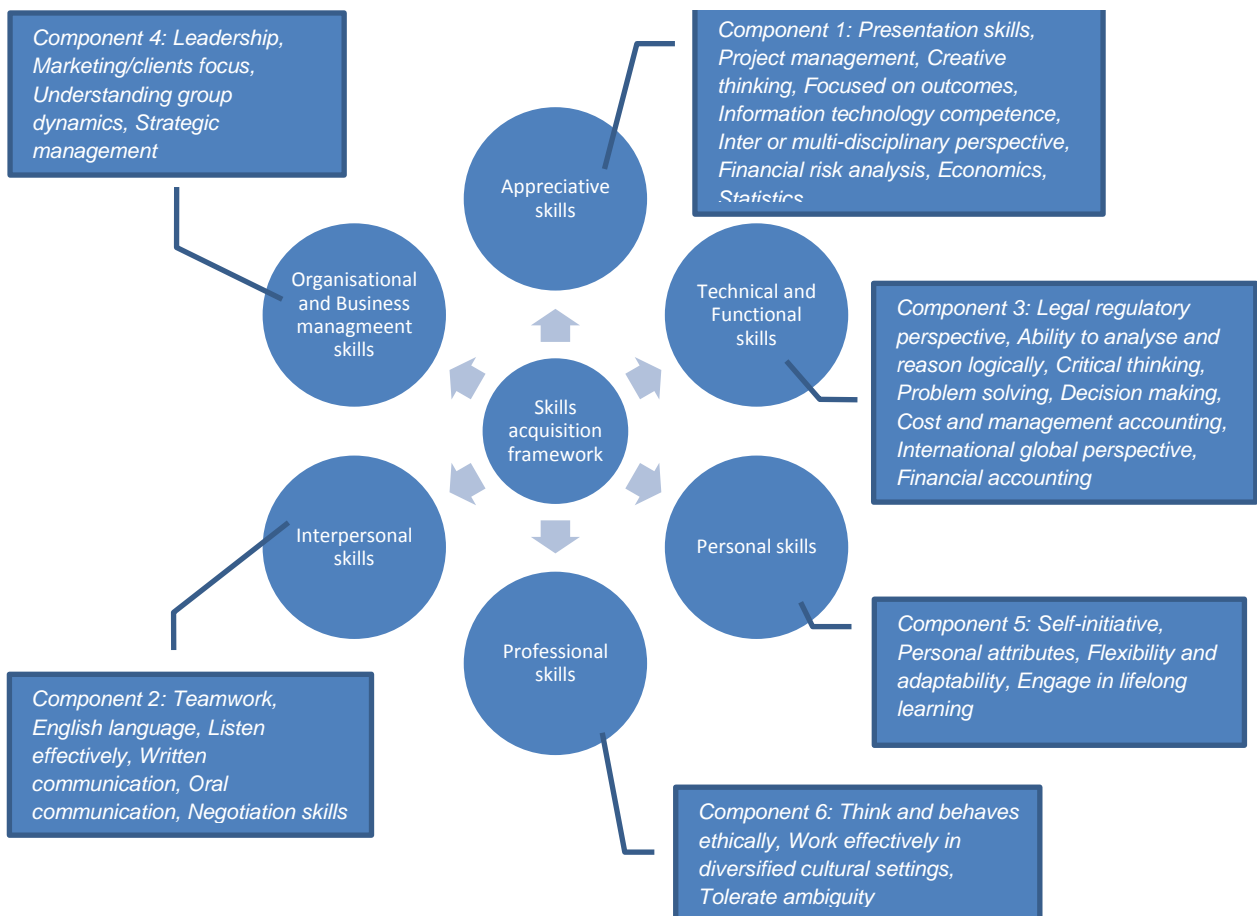 Component 4: Leadership,
Marketing/clients focus,
Understanding group
dynamics, Strategic
management
Component 1: Presentation skills,
Project management, Creative
thinking, Focused on outcomes,
Information technology competence,
Inter or multi-disciplinary perspective,
Financial risk analysis, Economics,
Statistics
Appreciative
skills
Organisational
and Business
managmeent
skills
Technical and
Functional
skills
Component 3: Legal regulatory
perspective, Ability to analyse and
reason logically, Critical thinking,
Problem solving, Decision making,
Cost and management accounting,
International global perspective,
Financial accounting
Skills
acquisition
framework
Interpersonal
skills
Personal skills
Professional
skills
Component 5: Self-initiative,
Personal attributes, Flexibility and
adaptability, Engage in lifelong
learning
Component 2: Teamwork,
English language, Listen
effectively, Written
communication, Oral
communication, Negotiation skills
Component 6: Think and behaves
ethically, Work effectively in
diversified cultural settings,
Tolerate ambiguity